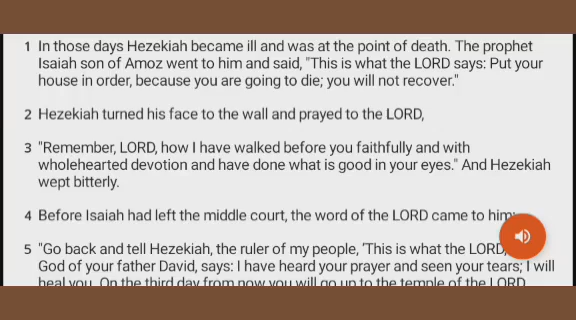 1 In those days Hezekiah became ill and was at the point of death. The prophet
Isaiah son of Amoz went to him and said, "This is what the LORD says: Put your
house in order, because you are going to die; you will not recover."
2 Hezekiah turned his face to the wall and prayed to the LORD,
3 "Remember, LORD, how I have walked before you faithfully and with
wholehearted devotion and have done what is good in your eyes." And Hezekiah
wept bitterly.
4 Before Isaiah had left the middle court, the word of the LORD came to him:
5 "Go back and tell Hezekiah, the ruler of my people, 'This is what the LORD,
God of your father David, says: I have heard your prayer and seen your tears; I will
heal you. On the third day from now you will go up to the temple of the LORD